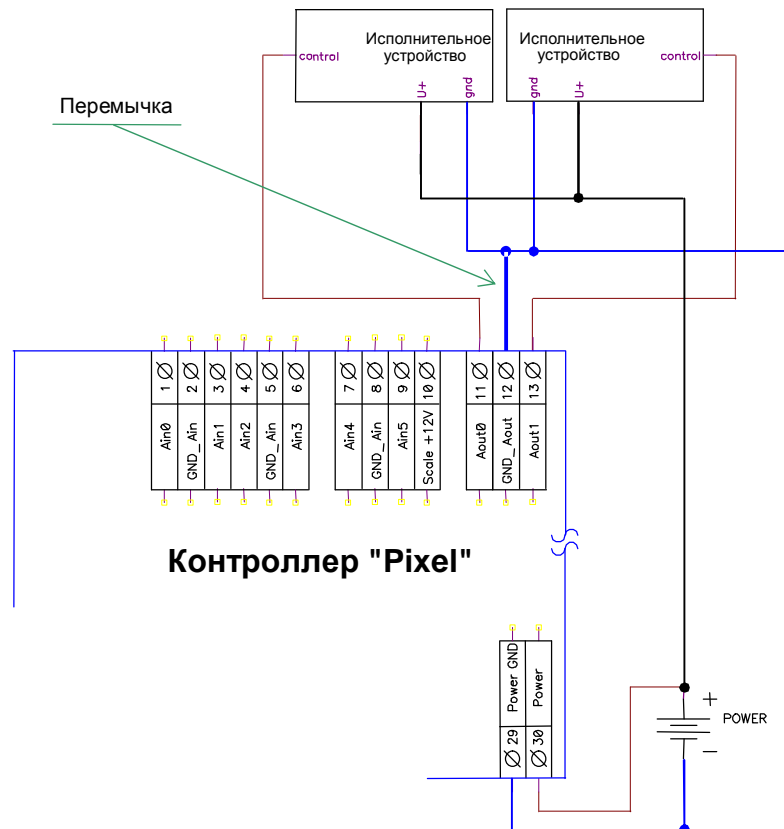 Исполнительное
устройство
control
U+
gnd
Исполнительное
устройство
control
gnd
U+
Перемычка
1 Ain0
2 GND_Ain
3 Ain1
4 Ain2
5 GND_Ain
6 Ain3
7 Ain4
8 GND_Ain
9 Ain5
10 Scale +12V
11 Aout0
12 GND_Aout
13 Aout1
Контроллер "Pixel"
29 Power GND
30 Power
+
POWER
−